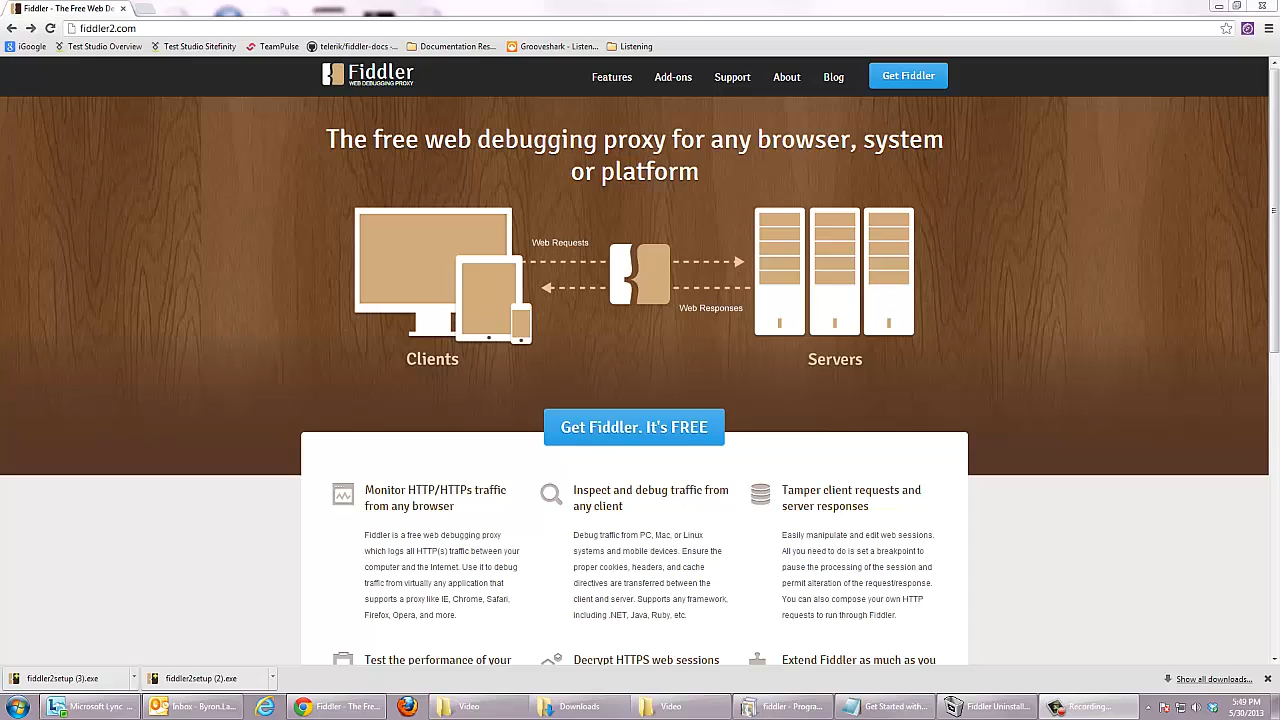 Fiddler - The Free Web De
fiddler2.com
iGoogle
Test Studio Overview
Test Studio Sitefinity
TeamPulse
telerik/fiddler-docs -...
Documentation Res...
Grooveshark - Listen...
Listening
Fiddler
WEB DEBUGGING PROXY
Features
Add-ons
Support
About
Blog
Get Fiddler
The free web debugging proxy for any browser, system
or platform
Web Requests
Web Responses
Clients
Servers
Get Fiddler. It's FREE
Monitor HTTP/HTTPs traffic
from any browser
Fiddler is a free web debugging proxy
which logs all HTTP(s) traffic between your
computer and the Internet. Use it to debug
traffic from virtually any application that
supports a proxy like IE, Chrome, Safari,
Firefox, Opera, and more.
Inspect and debug traffic from
any client
Debug traffic from PC, Mac, or Linux
systems and mobile devices. Ensure the
proper cookies, headers, and cache
directives are transferred between the
client and server. Supports any framework,
including .NET, Java, Ruby, etc.
Tamper client requests and
server responses
Easily manipulate and edit web sessions.
All you need to do is set a breakpoint to
pause the processing of the session and
permit alteration of the request/response.
You can also compose your own HTTP
requests to run through Fiddler.
Test the performance of your
Decrypt HTTPS web sessions
Extend Fiddler as much as you
fiddler2setup (3).exe
fiddler2setup (2).exe
Show all downloads...
Microsoft Lync ...
Inbox - Byron.La...
Fiddler - The Fre...
Video
Downloads
Video
fiddler - Progra...
Get Started with...
Fiddler Uninstall...
Recording...
5:49 PM
5/30/2013